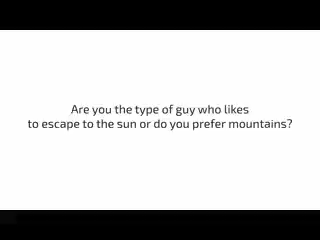 Are you the type of guy who likes
to escape to the sun or do you prefer mountains?